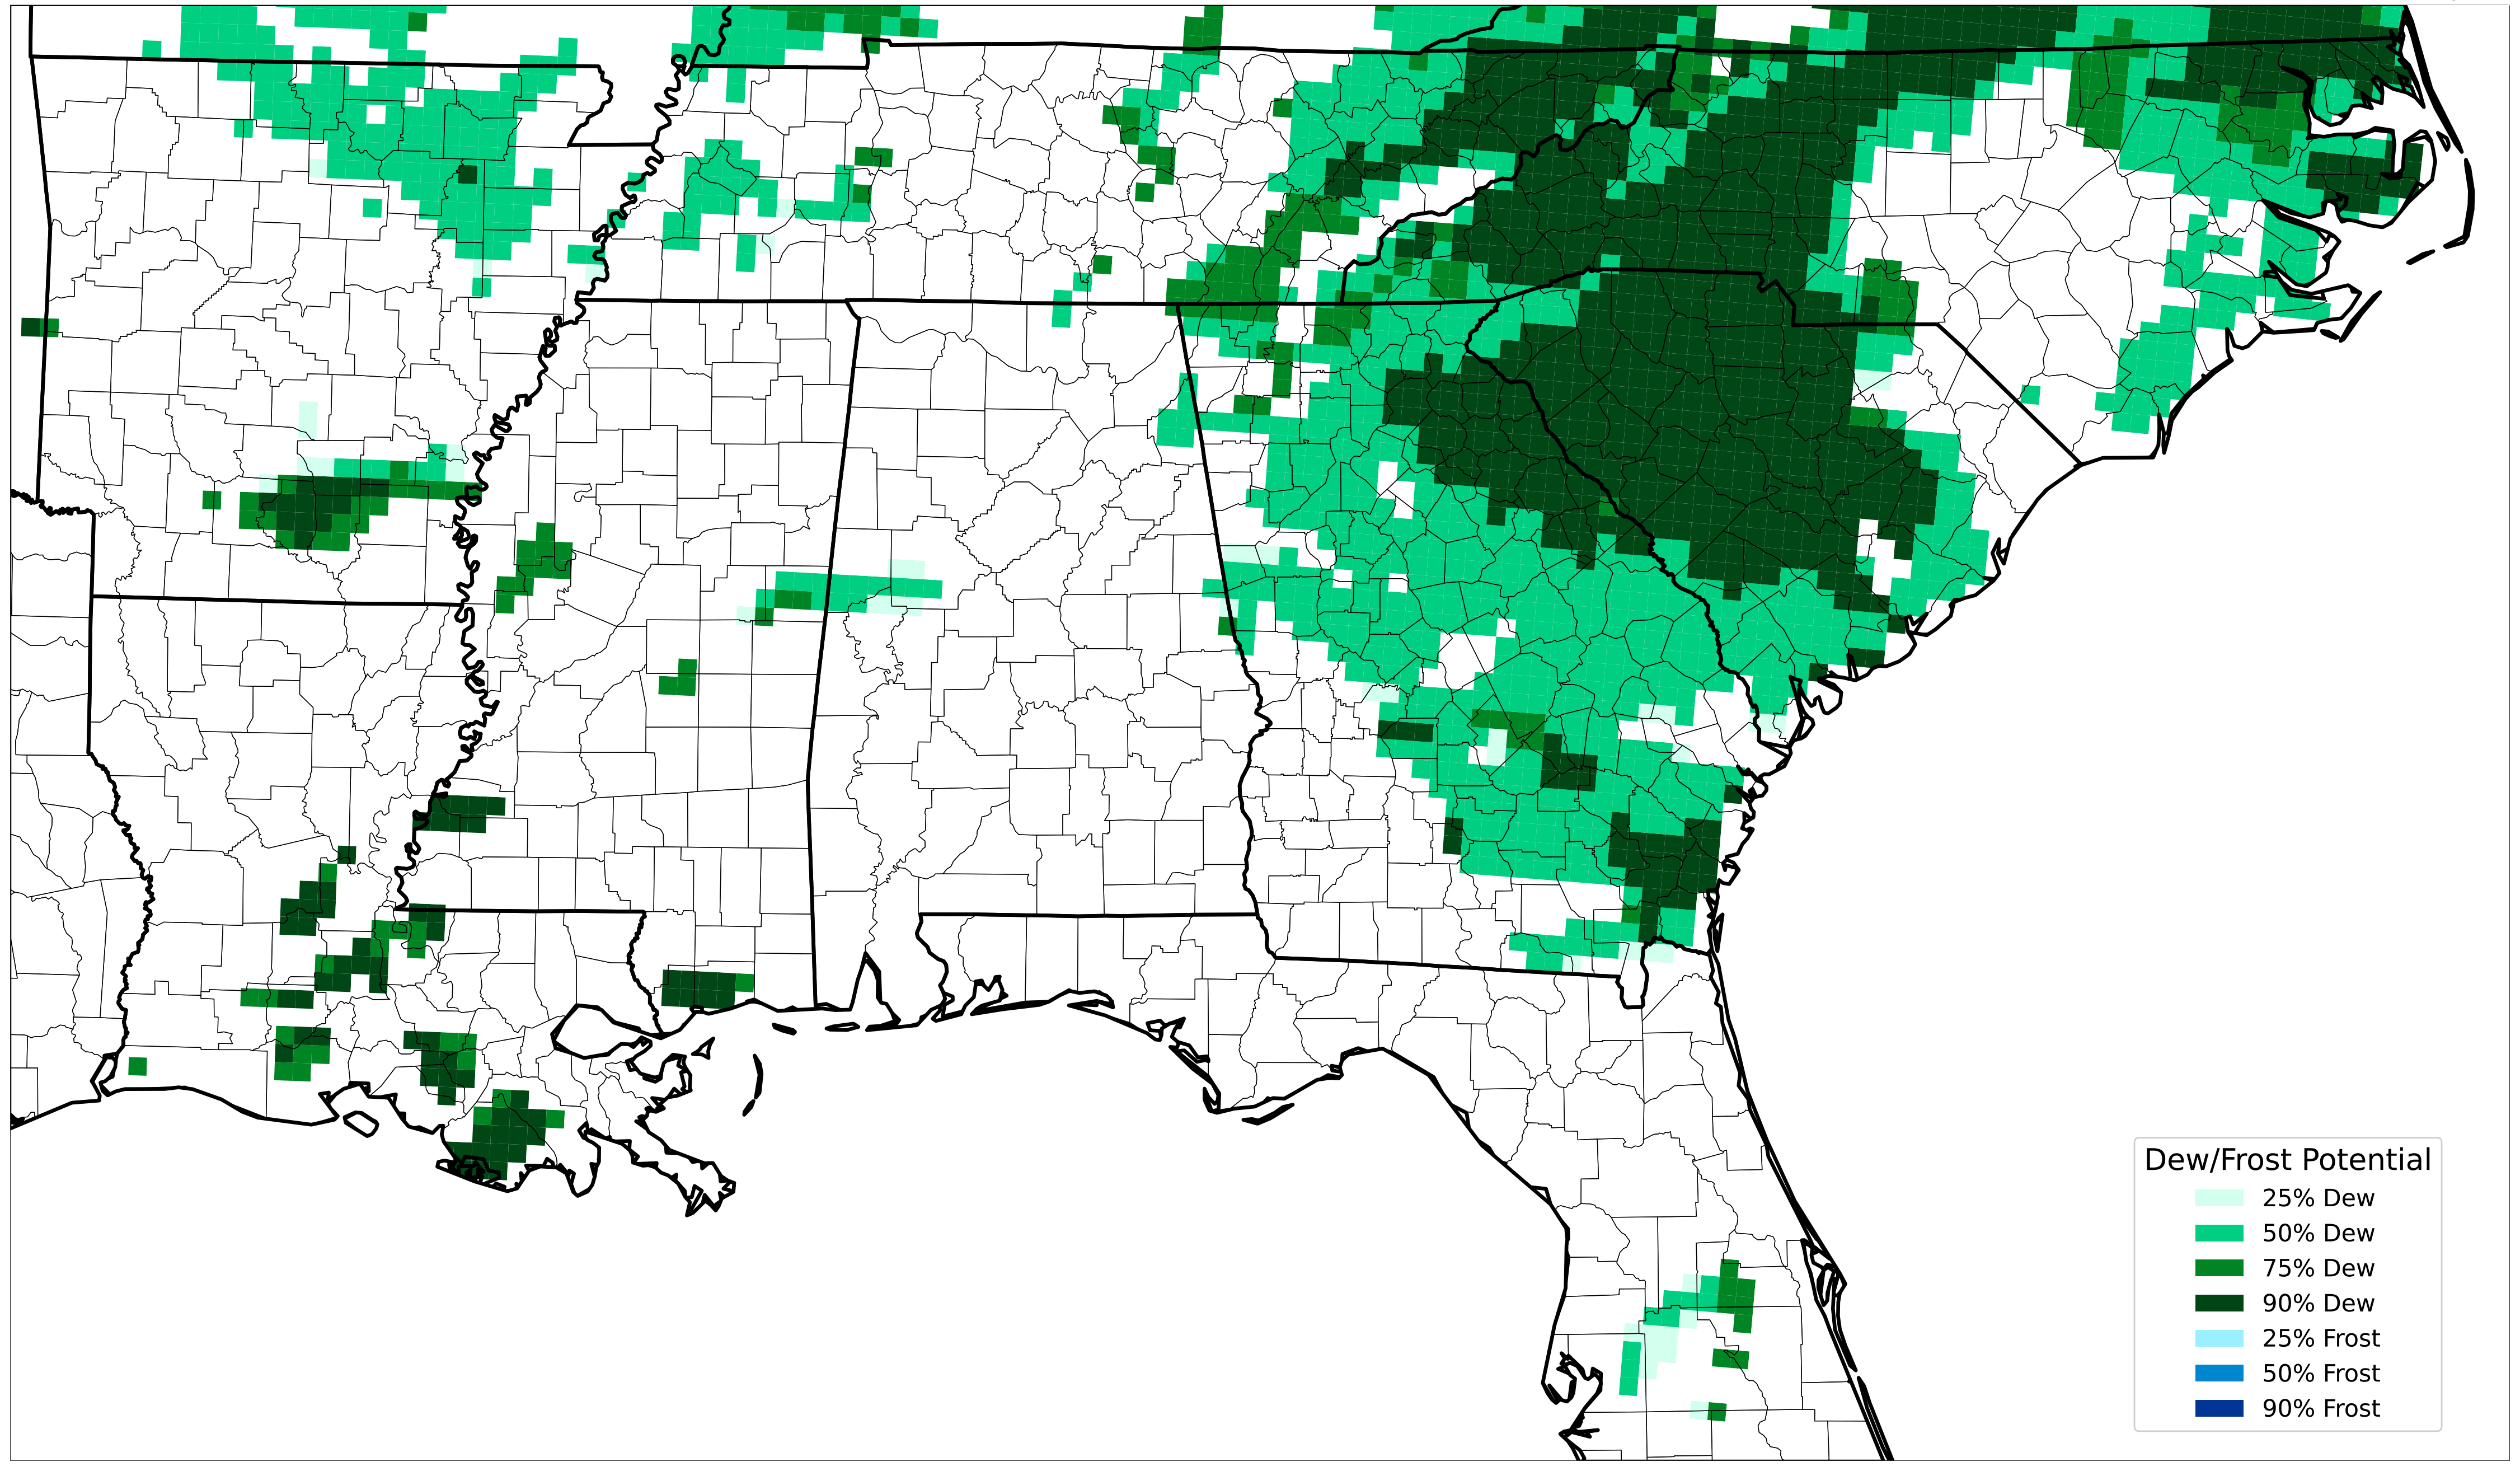 Dew/Frost Potential
25% Dew
50% Dew
75% Dew
90% Dew
25% Frost
50% Frost
90% Frost